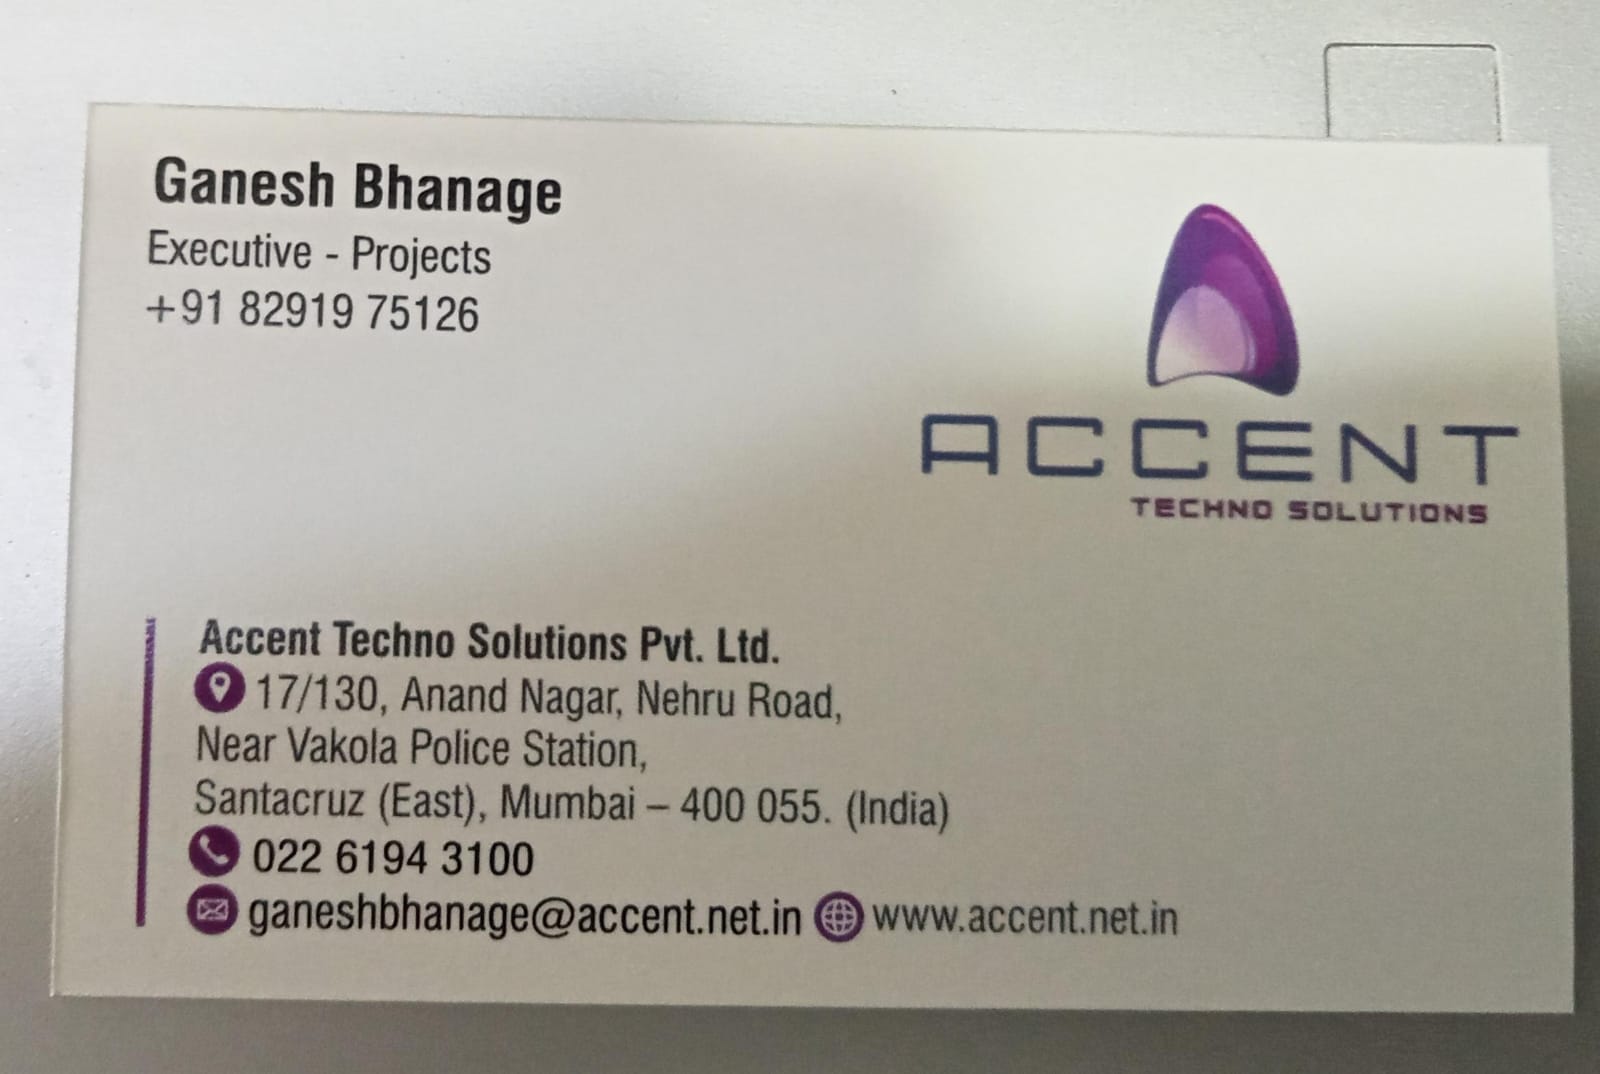 Ganesh Bhanage
Executive - Projects
+91 82919 75126
ACCENT
TECHNO SOLUTIONS
Accent Techno Solutions Pvt. Ltd.
17/130, Anand Nagar, Nehru Road,
Near Vakola Police Station,
Santacruz (East), Mumbai – 400 055. (India)
022 6194 3100
ganeshbhanage@accent.net.in www.accent.net.in